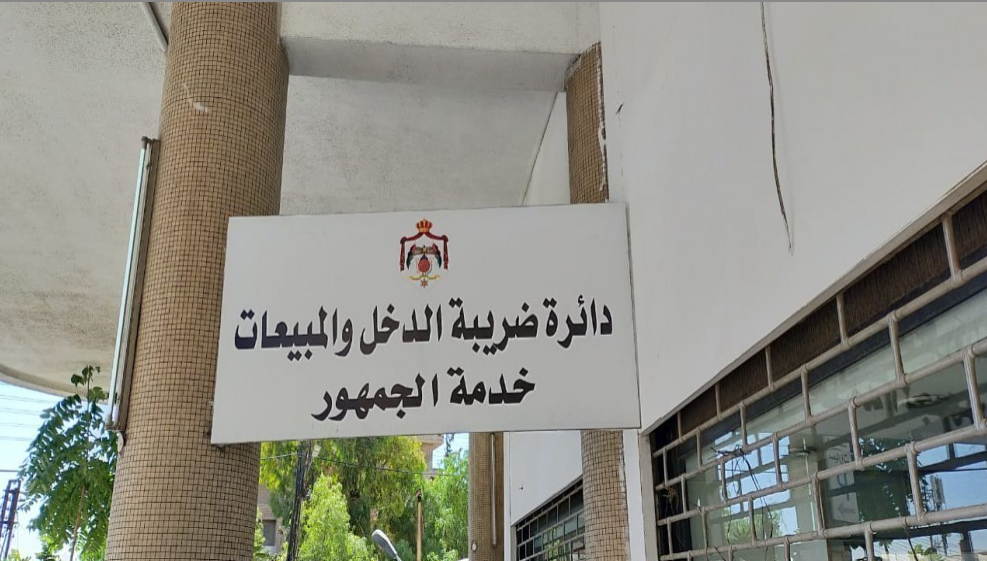 دائرة ضريبة الدخل والمبيعات
خدمة الجمهور